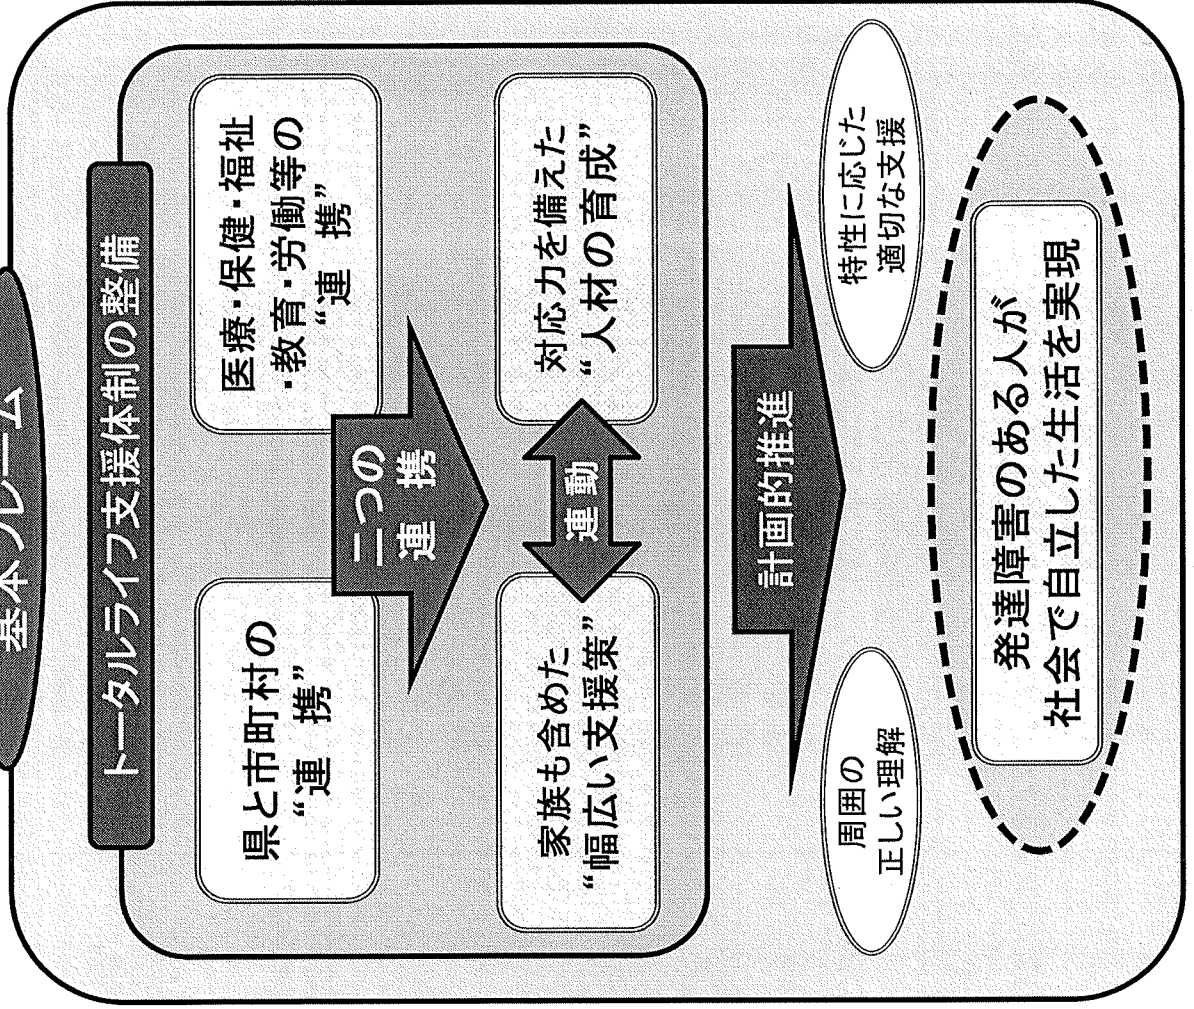 基本フレーム
トータルライフ支援体制の整備
県と市町村の
“連　携”
医療・保健・福祉
・教育・労働等の
“連　携”
二つの
連　携
家族も含めた
“幅広い支援策”
連動
対応力を備えた
“人材の育成”
計画的推進
周囲の
正しい理解
特性に応じた
適切な支援
発達障害のある人が
社会で自立した生活を実現